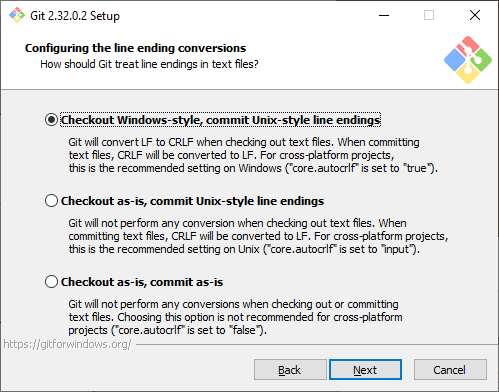 Git 2.32.0.2 Setup
Configuring the line ending conversions
How should Git treat line endings in text files?
Checkout Windows-style, commit Unix-style line endings
Git will convert LF to CRLF when checking out text files. When committing
text files, CRLF will be converted to LF. For cross-platform projects,
this is the recommended setting on Windows ("core.autocrlf" is set to "true").
Checkout as-is, commit Unix-style line endings
Git will not perform any conversion when checking out text files. When
committing text files, CRLF will be converted to LF. For cross-platform projects,
this is the recommended setting on Unix ("core.autocrlf" is set to "input").
Checkout as-is, commit as-is
Git will not perform any conversions when checking out or committing
text files. Choosing this option is not recommended for cross-platform
projects ("core.autocrlf" is set to "false").
https://gitforwindows.org/
Back
Next
Cancel